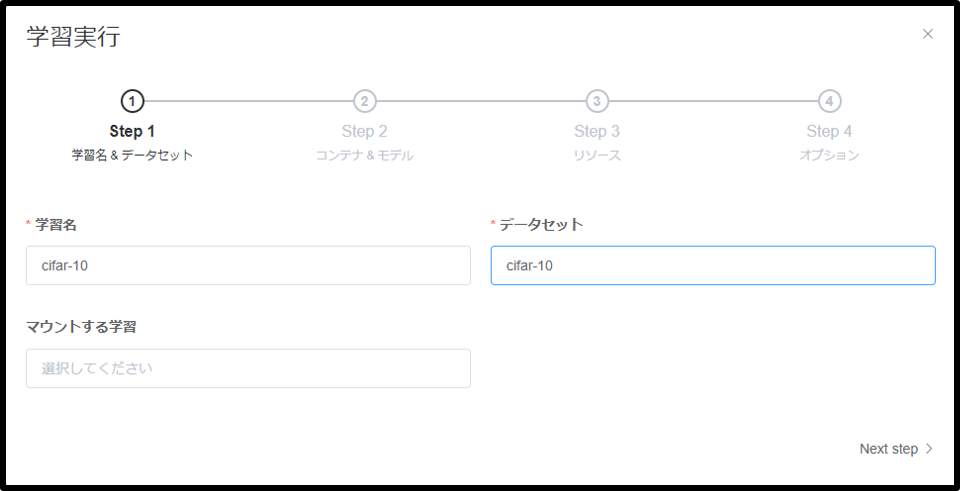 学習実行
1 2 3 4
Step 1 Step 2 Step 3 Step 4
学習名 & データセット コンテナ & モデル リソース オプション
* 学習名 * データセット
cifar-10 cifar-10
マウントする学習
選択してください
Next step